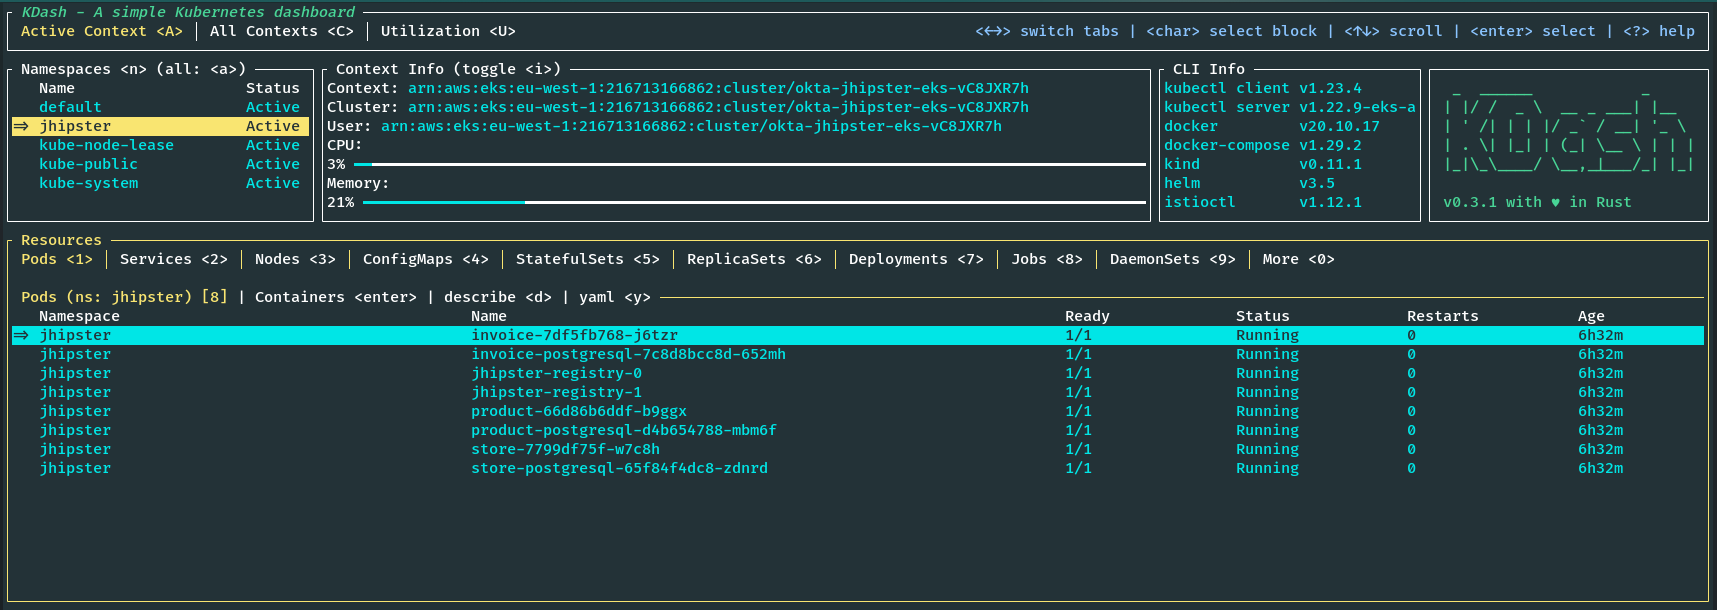 KDash - A simple Kubernetes dashboard
Active Context <A> | All Contexts <C> | Utilization <U>
<←→> switch tabs | <char> select block | <↑↓> scroll | <enter> select | <?> help
Namespaces <n> (all: <a>)
Name Status
default Active
⇒ jhipster Active
kube-node-lease Active
kube-public Active
kube-system Active
Context Info (toggle <i>)
Context: arn:aws:eks:eu-west-1:216713166862:cluster/okta-jhipster-eks-vC8JXR7h
Cluster: arn:aws:eks:eu-west-1:216713166862:cluster/okta-jhipster-eks-vC8JXR7h
User: arn:aws:eks:eu-west-1:216713166862:cluster/okta-jhipster-eks-vC8JXR7h
CPU:
3%
Memory:
21%
CLI Info
kubectl client v1.23.4
kubectl server v1.22.9-eks-a
docker v20.10.17
docker-compose v1.29.2
kind v0.11.1
helm v3.5
istioctl v1.12.1
KDash
v0.3.1 with ♥ in Rust
Resources
Pods <1> | Services <2> | Nodes <3> | ConfigMaps <4> | StatefulSets <5> | ReplicaSets <6> | Deployments <7> | Jobs <8> | DaemonSets <9> | More <0>
Pods (ns: jhipster) [8] | Containers <enter> | describe <d> | yaml <y>
Namespace Name Ready Status Restarts Age
⇒ jhipster invoice-7df5fb768-j6tzr 1/1 Running 0 6h32m
jhipster invoice-postgresql-7c8d8bcc8d-652mh 1/1 Running 0 6h32m
jhipster jhipster-registry-0 1/1 Running 0 6h32m
jhipster jhipster-registry-1 1/1 Running 0 6h32m
jhipster product-66d86b6ddf-b9ggx 1/1 Running 0 6h32m
jhipster product-postgresql-d4b654788-mbm6f 1/1 Running 0 6h32m
jhipster store-7799df75f-w7c8h 1/1 Running 0 6h32m
jhipster store-postgresql-65f84f4dc8-zdnrd 1/1 Running 0 6h32m